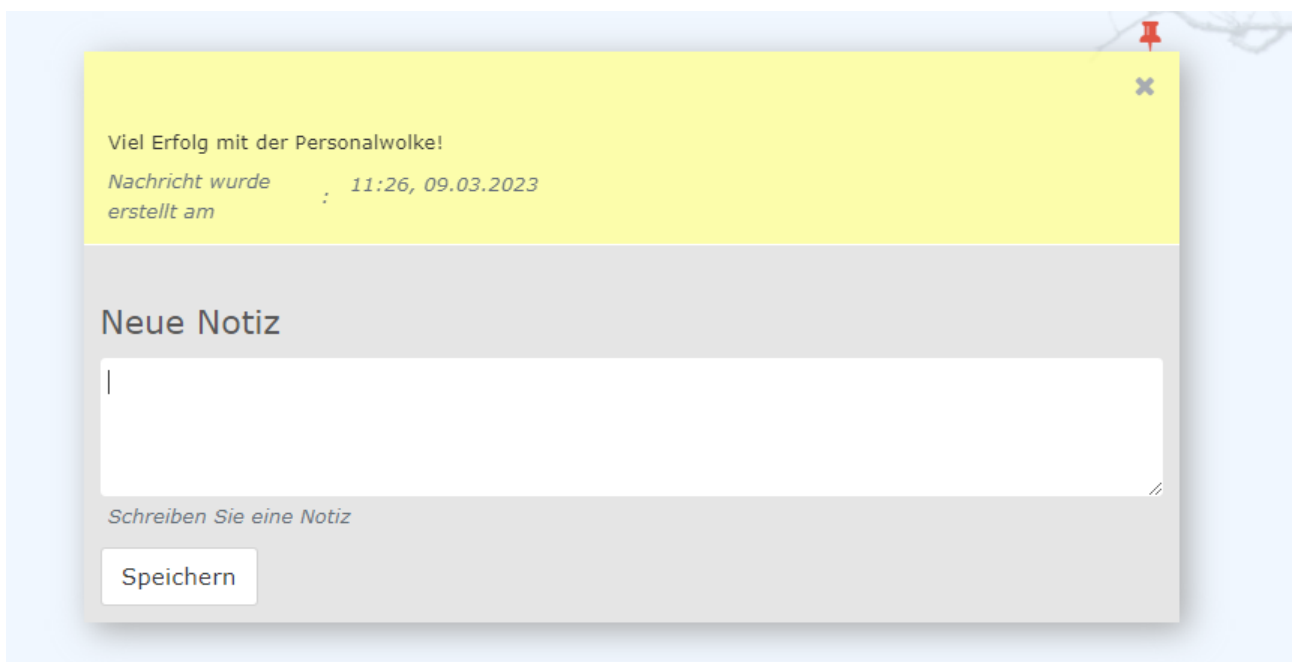 Viel Erfolg mit der Personalwolke!
Nachricht wurde : 11:26, 09.03.2023
erstellt am
Neue Notiz
Schreiben Sie eine Notiz
Speichern